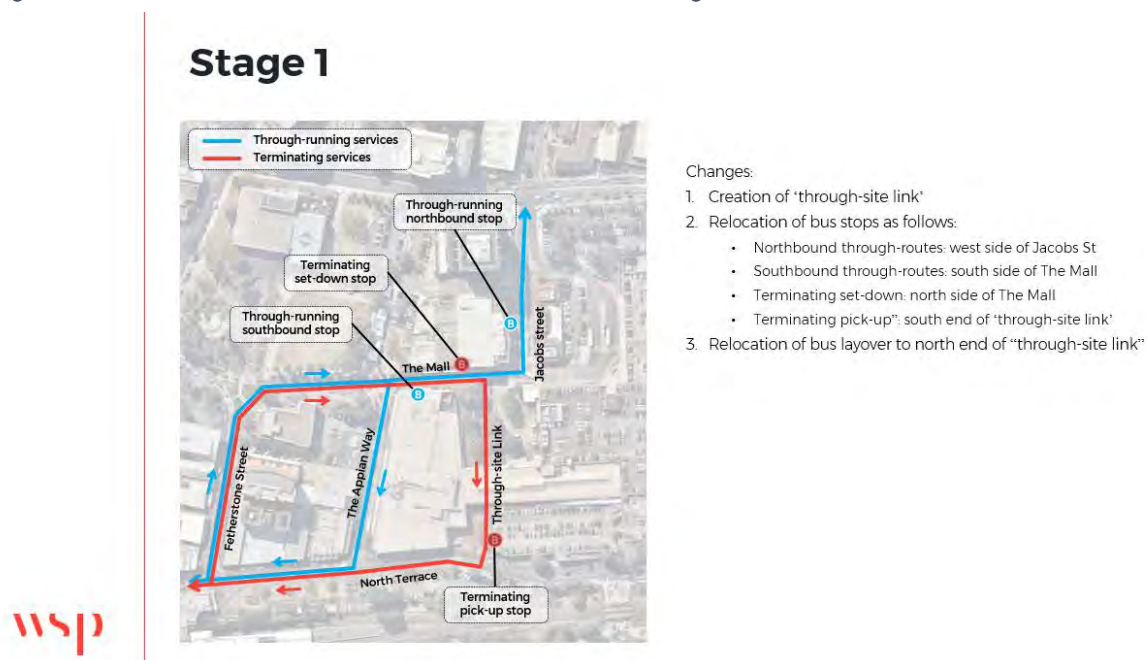 Stage 1
Through-running services
Terminating services
Through-running
northbound stop
Terminating
set-down stop
Through-running
southbound stop
B
Jacobs street
The Mall B
B
Fetherstone Street
The Appian Way
Through-site Link
B
North Terrace
Terminating
pick-up stop
Changes:
1. Creation of ‘through-site link’
2. Relocation of bus stops as follows:
• Northbound through-routes: west side of Jacobs St
• Southbound through-routes: south side of The Mall
• Terminating set-down: north side of The Mall
• Terminating pick-up”: south end of ‘through-site link’
3. Relocation of bus layover to north end of “through-site link”
wsp